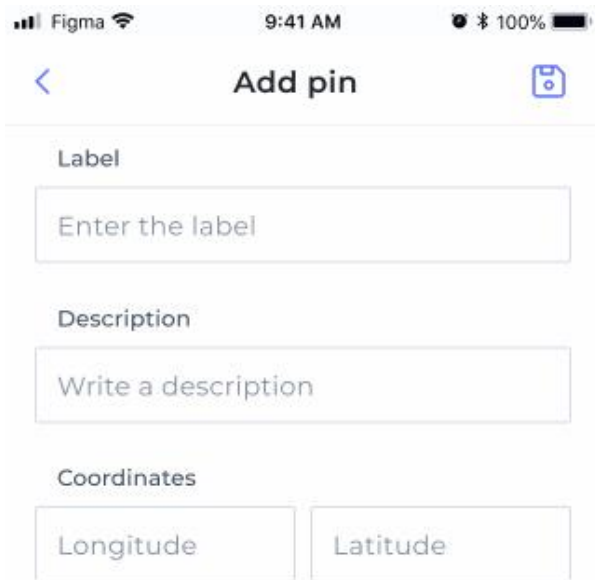 Figma 9:41 AM 100%
Add pin
Label
Enter the label
Description
Write a description
Coordinates
Longitude Latitude